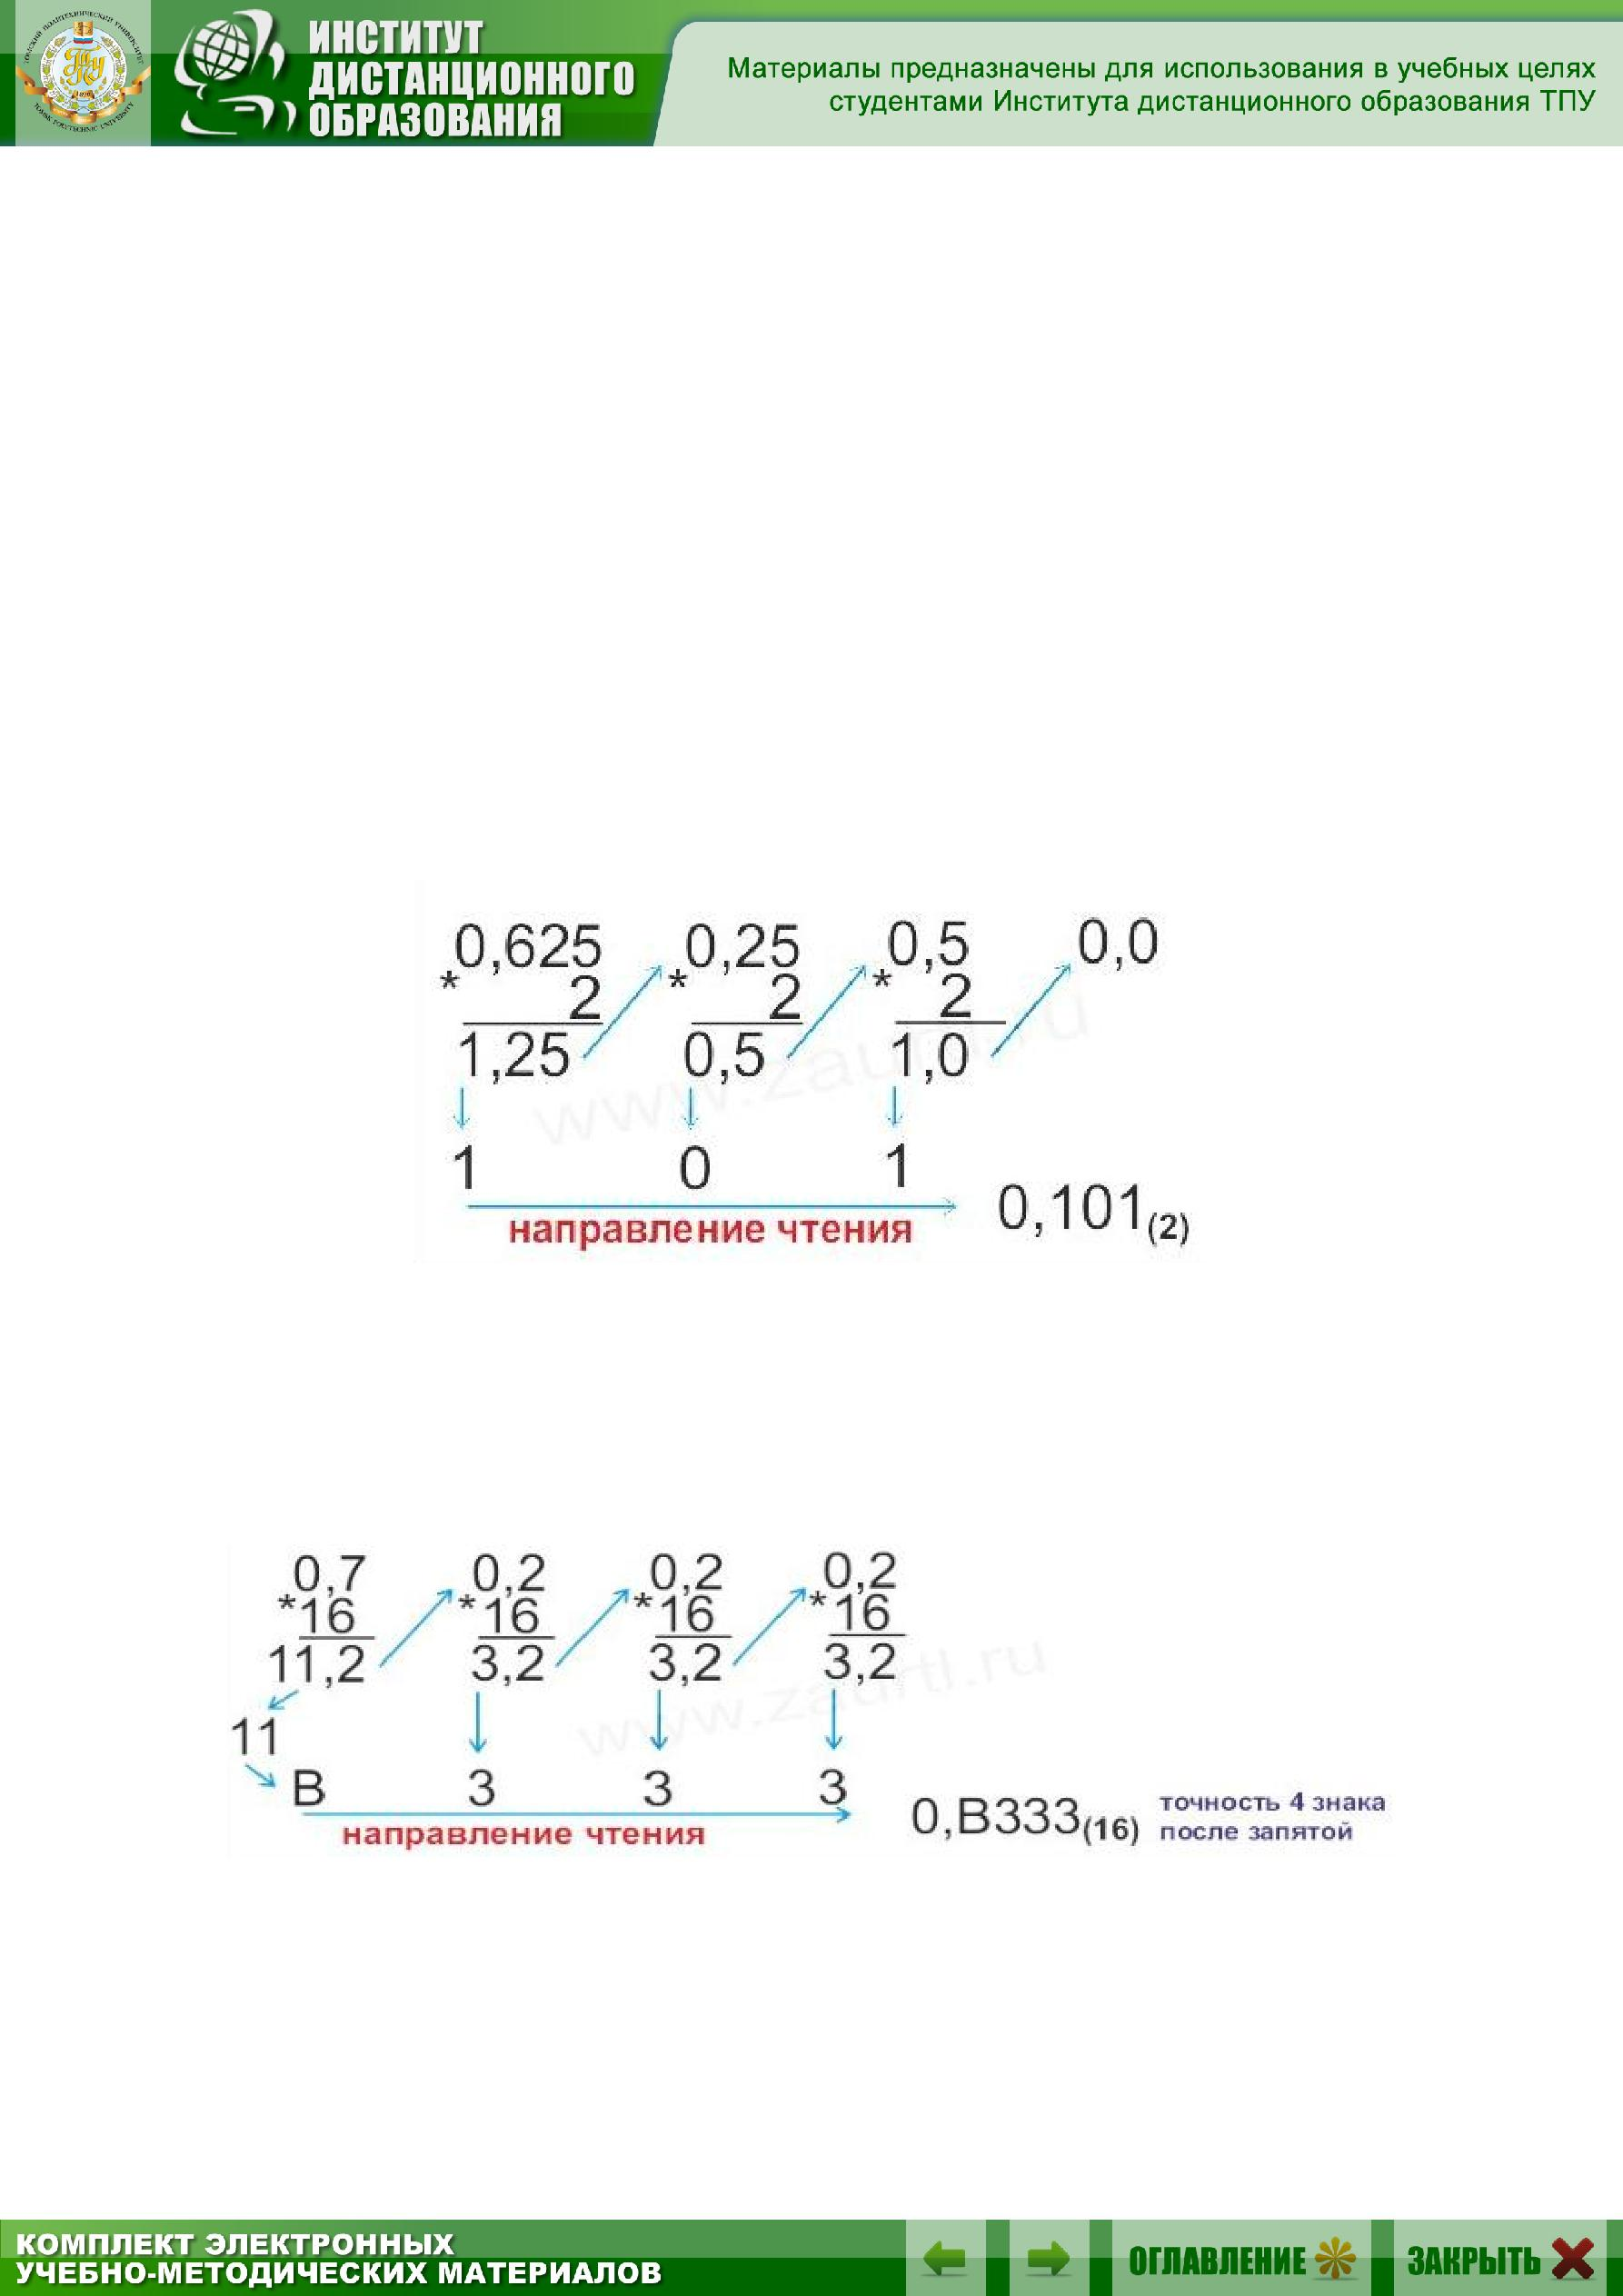 ИНСТИТУТ
ДИСТАНЦИОННОГО
ОБРАЗОВАНИЯ
Материалы предназначены для использования в учебных целях
студентами Института дистанционного образования ТПУ
0,625 0,25 0,5 0,0
* 2 * 2 * 2
1,25 0,5 1,0
1 0 1
0,101(2)
направление чтения
0,7 0,2 0,2 0,2
*16 *16 *16 *16
11,2 3,2 3,2 3,2
11
B 3 3 3
0,B333(16) точность 4 знака
после запятой
направление чтения
КОМПЛЕКТ ЭЛЕКТРОННЫХ
УЧЕБНО-МЕТОДИЧЕСКИХ МАТЕРИАЛОВ
ОГЛАВЛЕНИЕ
ЗАКРЫТЬ